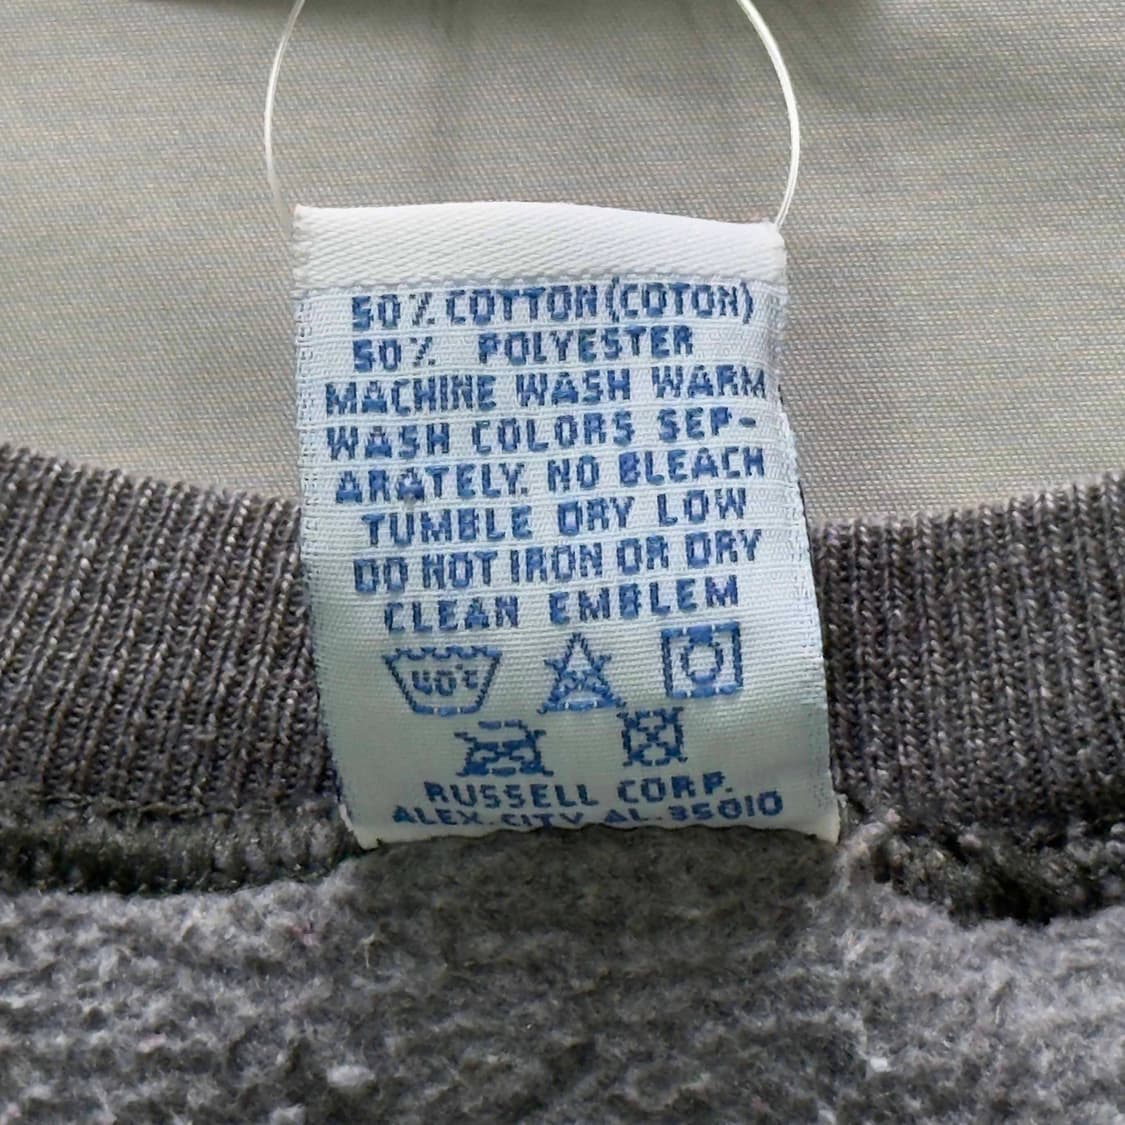 50% COTTON (COTON)
50% POLYESTER
MACHINE WASH WARM
WASH COLORS SEP-
ARATELY. NO BLEACH
TUMBLE DRY LOW
DO NOT IRON OR DRY
CLEAN EMBLEM
40°C
RUSSELL CORP.
ALEX. CITY AL. 35010